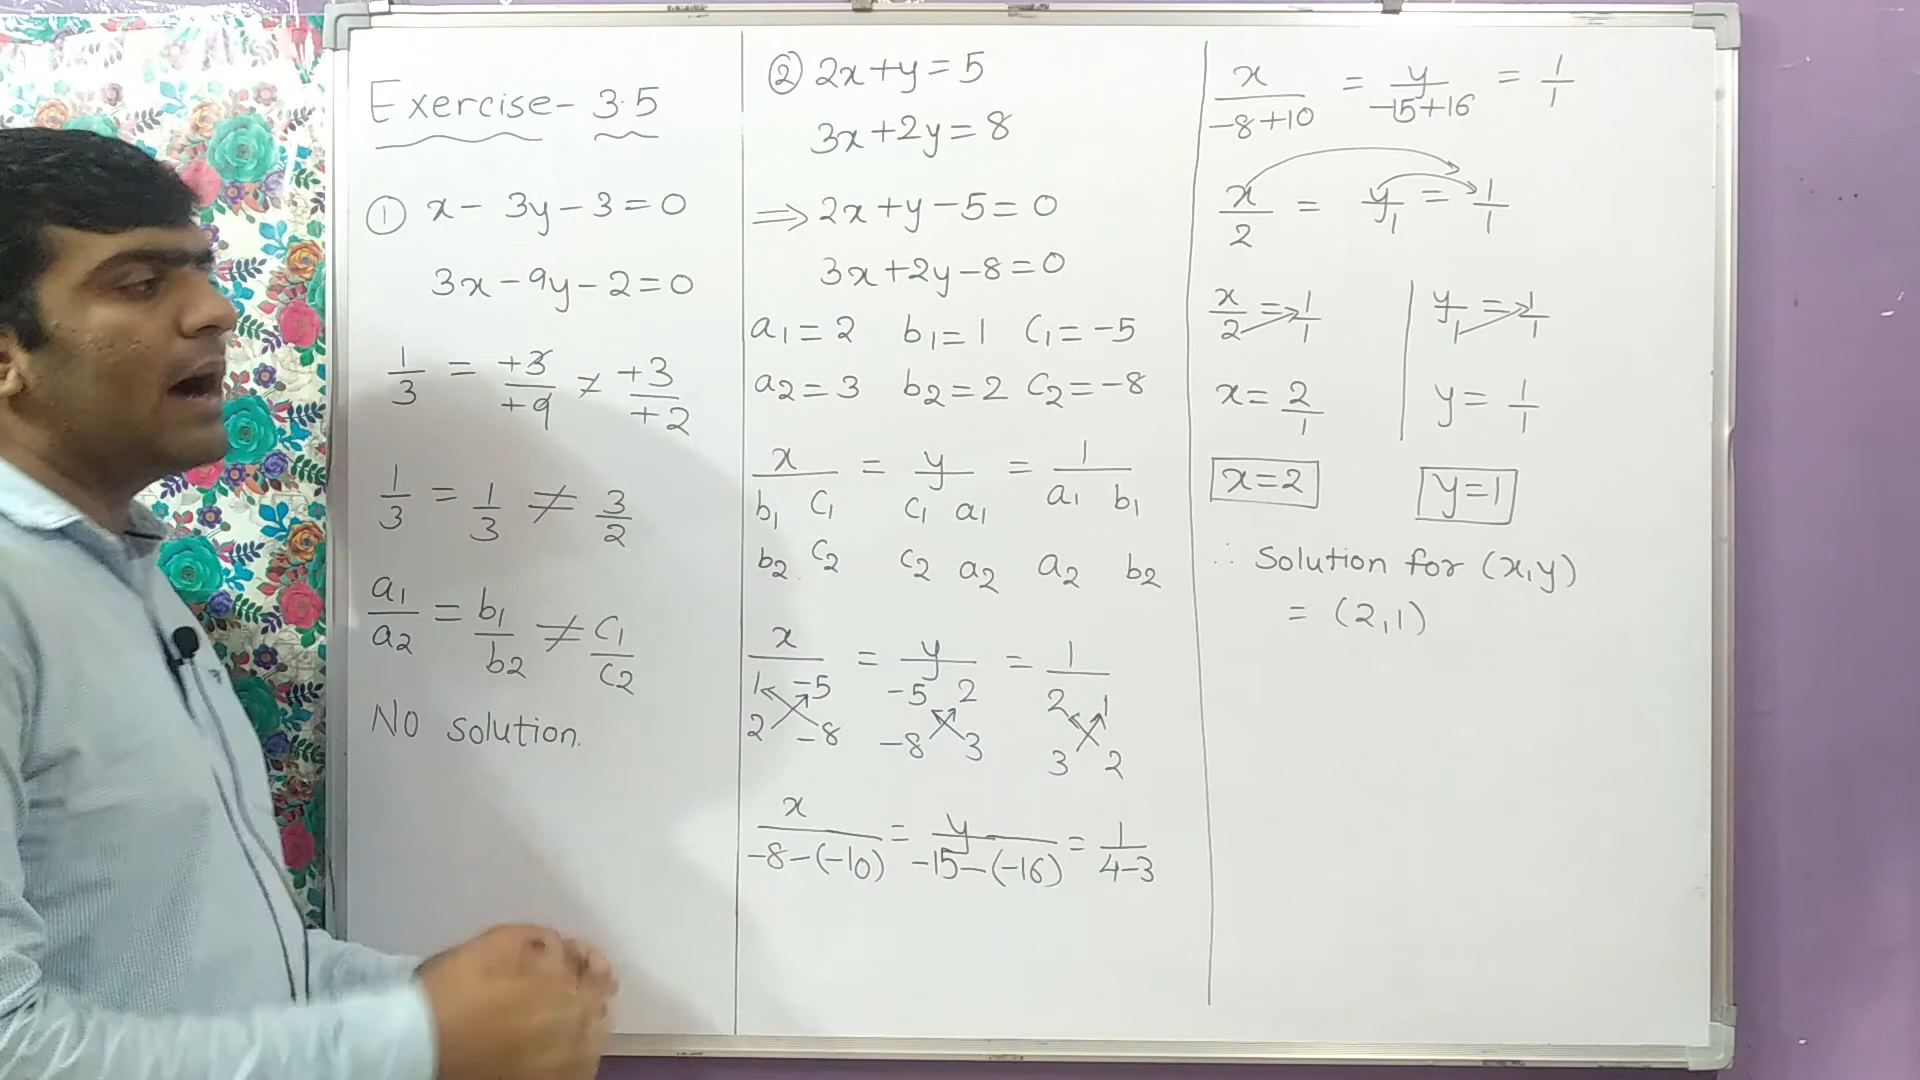 Exercise - 3.5
① x - 3y - 3 = 0
3x - 9y - 2 = 0
1/3 = +3/+9 ≠ +3/+2
1/3 = 1/3 ≠ 3/2
a1/a2 = b1/b2 ≠ c1/c2
No solution.
② 2x + y = 5
3x + 2y = 8
⇒ 2x + y - 5 = 0
3x + 2y - 8 = 0
a1 = 2 b1 = 1 c1 = -5
a2 = 3 b2 = 2 c2 = -8
x = y = 1
b1 c1 c1 a1 a1 b1
b2 c2 c2 a2 a2 b2
x = y = 1
1 -5 -5 2 2 1
2 -8 -8 3 3 2
x/-8-(-10) = y/-15-(-16) = 1/4-3
x/-8+10 = y/-15+16 = 1/1
x/2 = y/1 = 1/1
x/2 = 1/1 y/1 = 1/1
x = 2/1 y = 1/1
x = 2 y = 1
∴ Solution for (x, y)
= (2, 1)